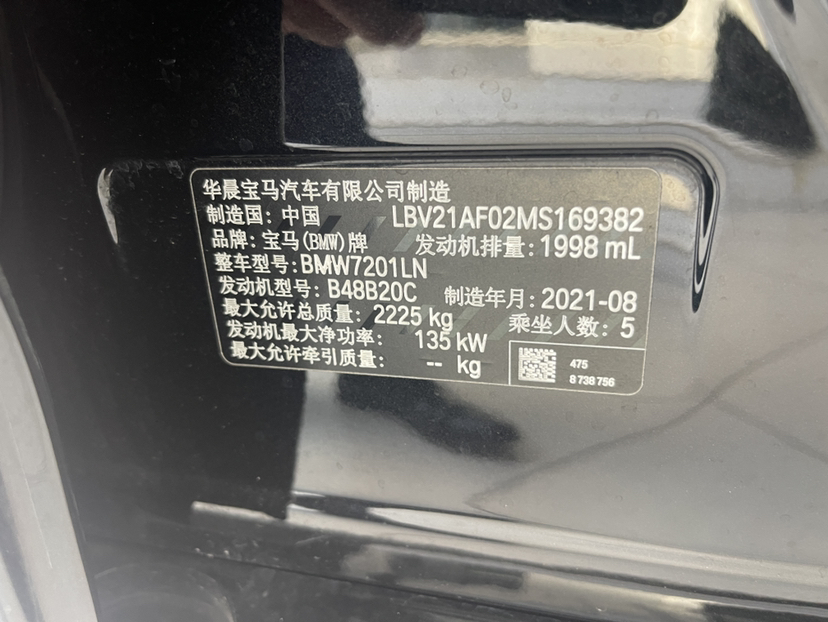 华晨宝马汽车有限公司制造
制造国：中国 LBV21AF02MS169382
品牌：宝马(BMW)牌 发动机排量：1998 mL
整车型号：BMW7201LN
发动机型号：B48B20C 制造年月：2021-08
最大允许总质量：2225 kg 乘坐人数：5
发动机最大净功率：135 kW
最大允许牵引质量：-- kg
475
8 738 756